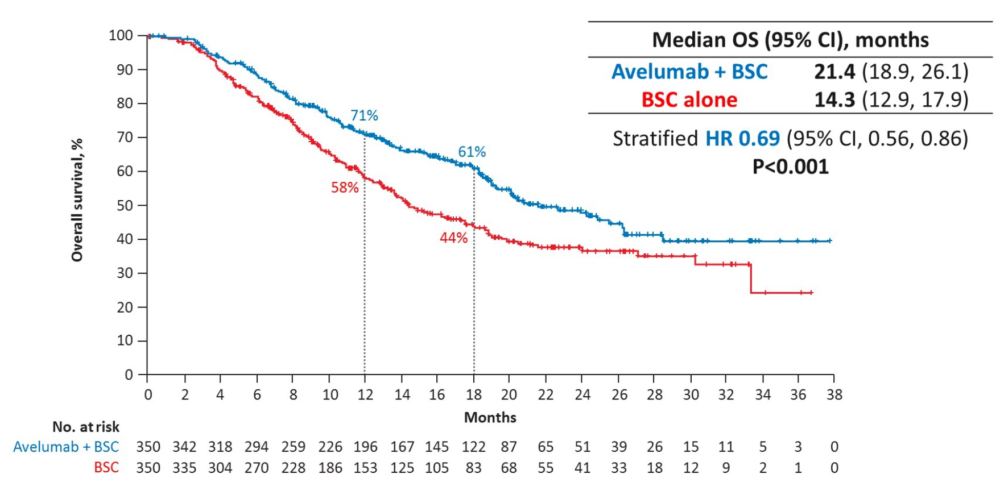 Median OS (95% CI), months
Avelumab + BSC 21.4 (18.9, 26.1)
BSC alone 14.3 (12.9, 17.9)
Stratified HR 0.69 (95% CI, 0.56, 0.86)
P<0.001
Overall survival, %
100
90
80
70
60
50
40
30
20
10
0
71%
61%
58%
44%
0 2 4 6 8 10 12 14 16 18 20 22 24 26 28 30 32 34 36 38
Months
No. at risk
Avelumab + BSC 350 342 318 294 259 226 196 167 145 122 87 65 51 39 26 15 11 5 3 0
BSC 350 335 304 270 228 186 153 125 105 83 68 55 41 33 18 12 9 2 1 0